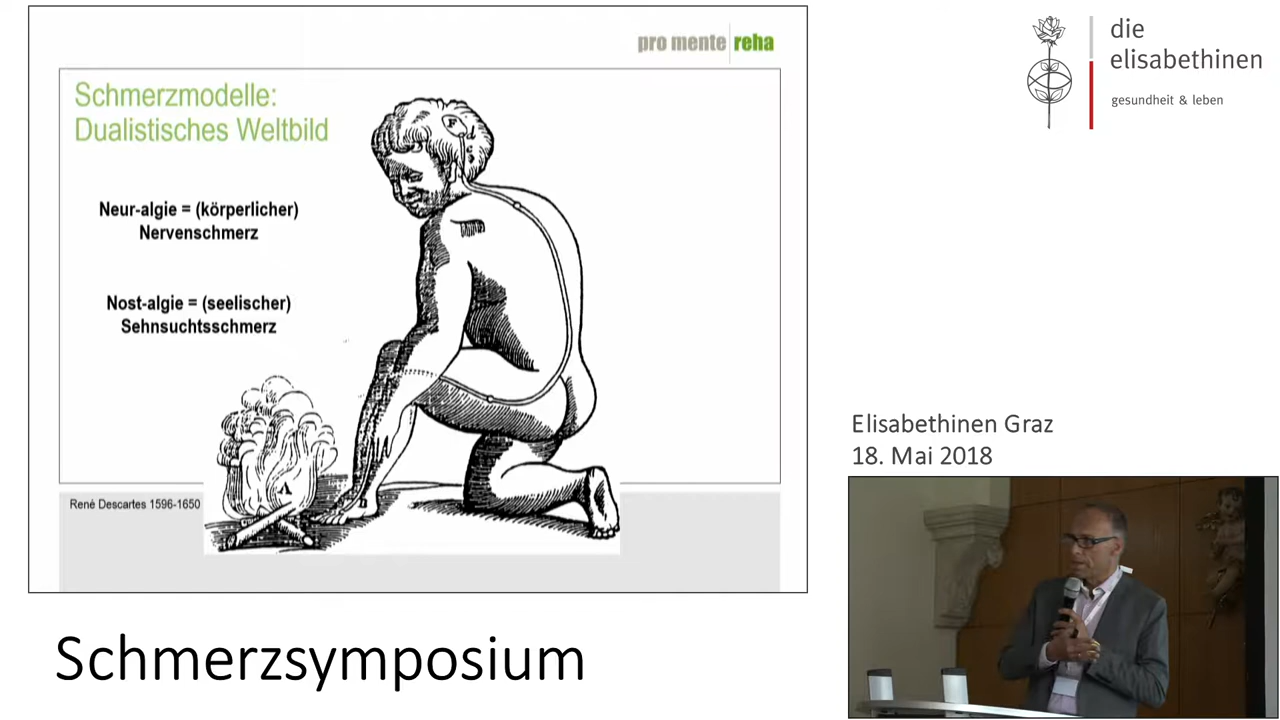 pro mente reha
Schmerzmodelle:
Dualistisches Weltbild
Neur-algie = (körperlicher)
Nervenschmerz
Nost-algie = (seelischer)
Sehnsuchtsschmerz
F
A
B
René Descartes 1596-1650
Schmerzsymposium
die
elisabethinen
gesundheit & leben
Elisabethinen Graz
18. Mai 2018